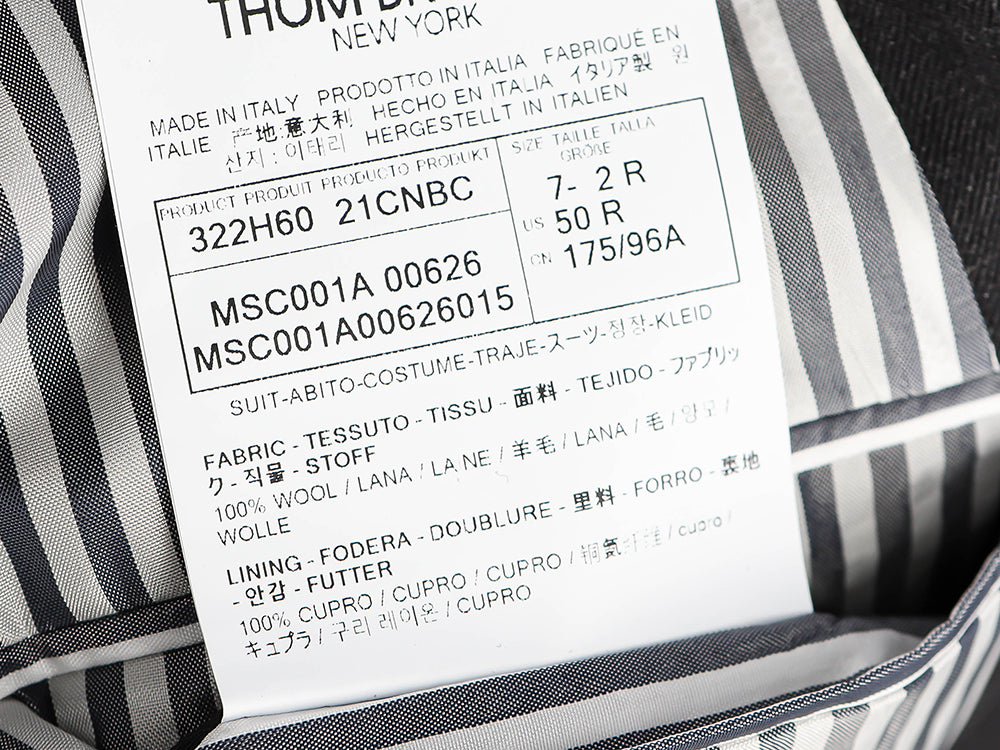 THOM
NEW YORK
MADE IN ITALY PRODOTTO IN ITALIA FABRIQUÉ EN
ITALIE 产地:意大利 HECHO EN ITALIA イタリア製 원
산지 : 이태리 HERGESTELLT IN ITALIEN
PRODUCT PRODUIT PRODUCTO PRODUKT
322H60 21CNBC
MSC001A 00626
MSC001A00626015
SIZE TAILLE TALLA
GRÖßE
7- 2 R
US 50 R
CN 175/96A
SUIT-ABITO-COSTUME-TRAJE-スーツ-정장-KLEID
FABRIC - TESSUTO - TISSU - 面料 - TEJIDO - ファブリッ
ク - 직물 - STOFF
100% WOOL / LANA / LAINE / 羊毛 / LANA / 毛 / 양모 /
WOLLE
LINING - FODERA - DOUBLURE - 里料 - FORRO - 裏地
- 안감 - FUTTER
100% CUPRO / CUPRO / CUPRO / 铜氨纤维 / cupro /
キュプラ / 구리 레이온 / CUPRO